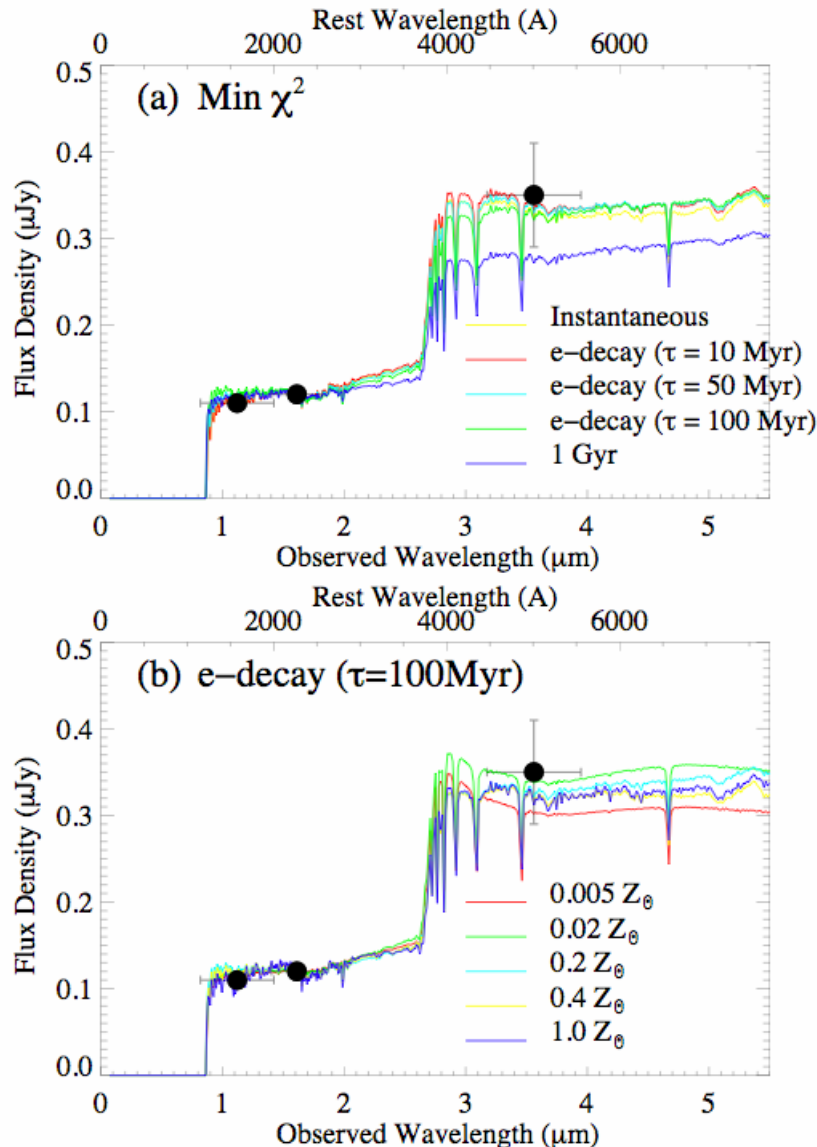 Rest Wavelength (A)
0 2000 4000 6000
(a) Min χ²
Flux Density (μJy)
0.5
0.4
0.3
0.2
0.1
0.0
Instantaneous
e-decay (τ = 10 Myr)
e-decay (τ = 50 Myr)
e-decay (τ = 100 Myr)
1 Gyr
0 1 2 3 4 5
Observed Wavelength (μm)
Rest Wavelength (A)
0 2000 4000 6000
(b) e-decay (τ=100Myr)
Flux Density (μJy)
0.5
0.4
0.3
0.2
0.1
0.0
0.005 Z⊙
0.02 Z⊙
0.2 Z⊙
0.4 Z⊙
1.0 Z⊙
0 1 2 3 4 5
Observed Wavelength (μm)